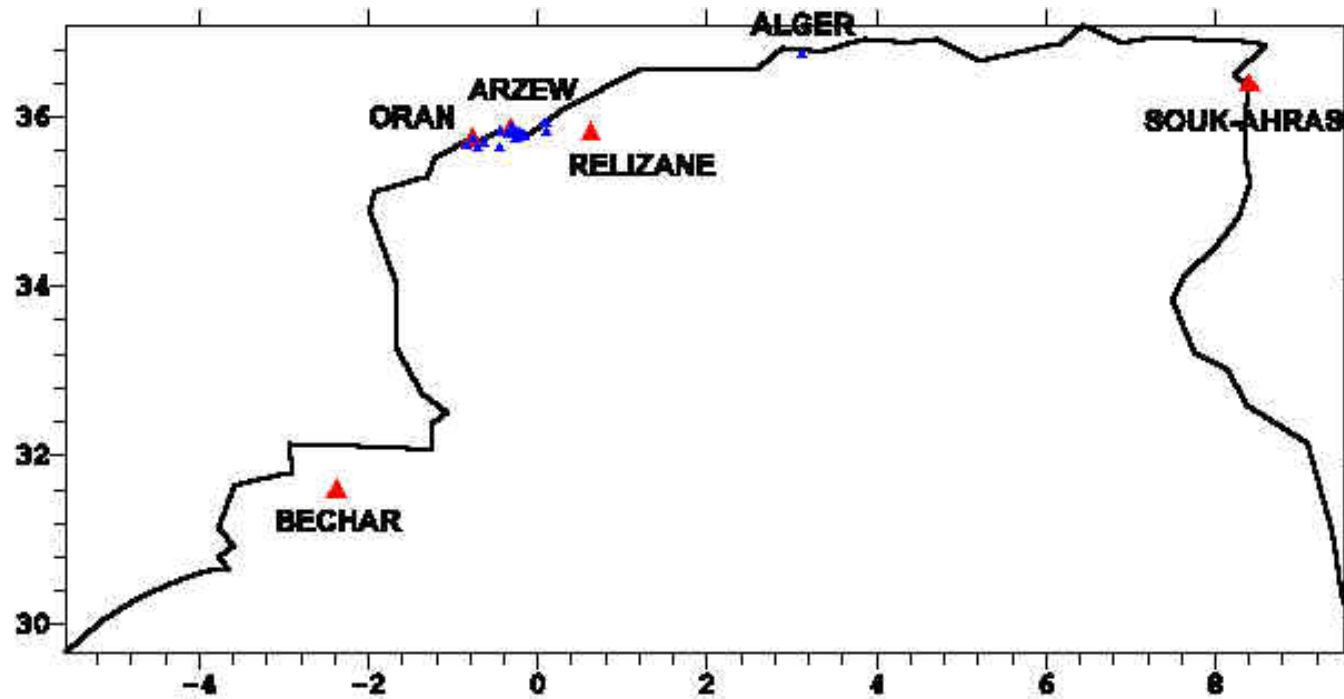 ALGER
ARZEW
36
ORAN
SOUK-AHRAS
RELIZANE
34
32
BECHAR
30
-4
-2
0
2
4
6
8